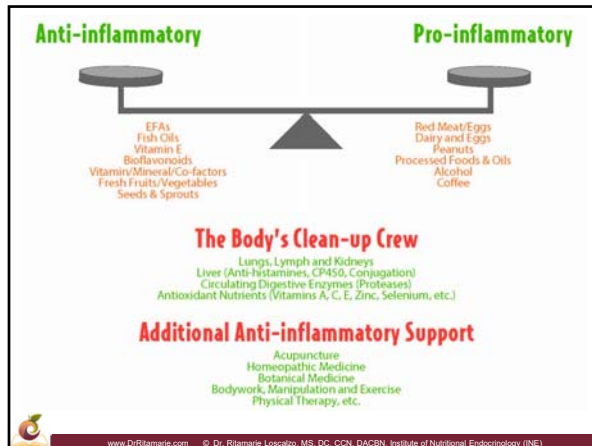 Anti-inflammatory
Pro-inflammatory
EFAs
Fish Oils
Vitamin E
Bioflavonoids
Vitamin/Mineral/Co-factors
Fresh Fruits/Vegetables
Seeds & Sprouts
Red Meat/Eggs
Dairy and Eggs
Peanuts
Processed Foods & Oils
Alcohol
Coffee
The Body's Clean-up Crew
Lungs, Lymph and Kidneys
Liver (Anti-histamines, CP450, Conjugation)
Circulating Digestive Enzymes (Proteases)
Antioxidant Nutrients (Vitamins A, C, E, Zinc, Selenium, etc.)
Additional Anti-inflammatory Support
Acupuncture
Homeopathic Medicine
Botanical Medicine
Bodywork, Manipulation and Exercise
Physical Therapy, etc.
www.DrRitamarie.com © Dr. Ritamarie Loscalzo, MS, DC, CCN, DACBN, Institute of Nutritional Endocrinology (INE)